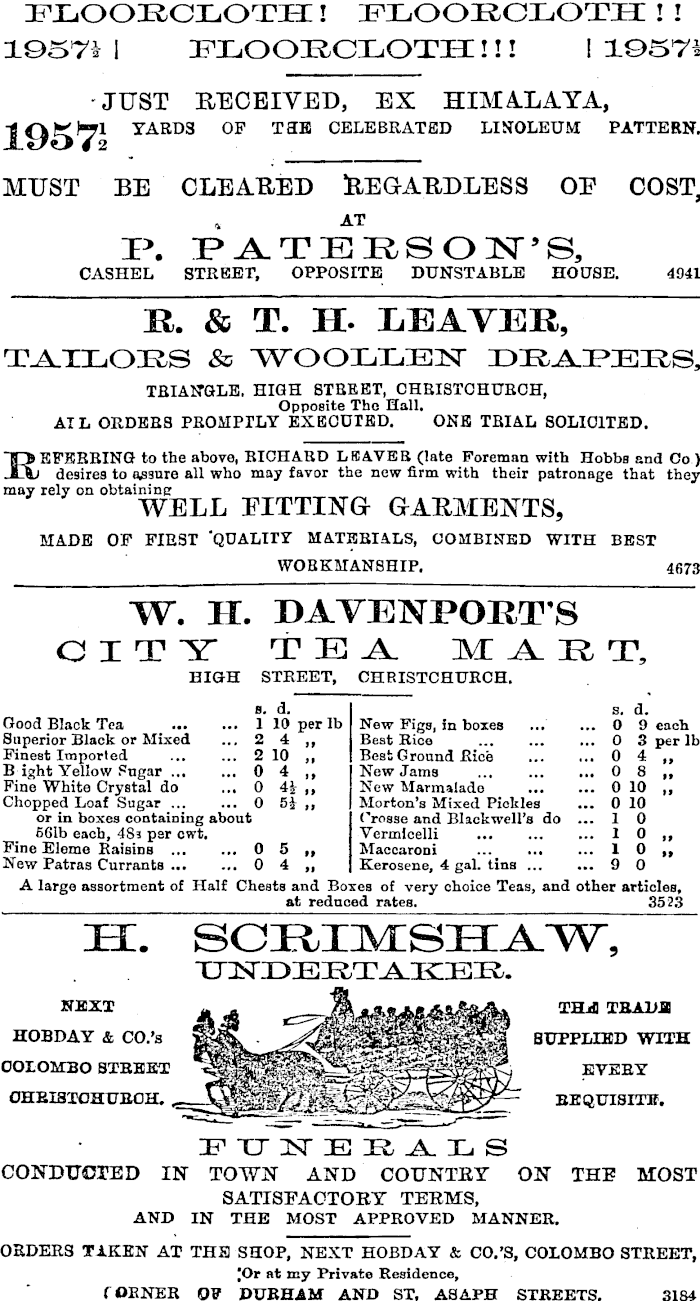 FLOORCLOTH! FLOORCLOTH!!
1957½ | FLOORCLOTH!!! | 1957½
JUST RECEIVED, EX HIMALAYA,
1957½ YARDS OF THE CELEBRATED LINOLEUM PATTERN.
MUST BE CLEARED REGARDLESS OF COST,
AT
P. PATERSON'S,
CASHEL STREET, OPPOSITE DUNSTABLE HOUSE. 4941
R. & T. H. LEAVER,
TAILORS & WOOLLEN DRAPERS,
TRIANGLE, HIGH STREET, CHRISTCHURCH,
Opposite The Hall.
ALL ORDERS PROMPTLY EXECUTED. ONE TRIAL SOLICITED.
REFERRING to the above, RICHARD LEAVER (late Foreman with Hobbs and Co)
desires to assure all who may favor the new firm with their patronage that they
may rely on obtaining
WELL FITTING GARMENTS,
MADE OF FIRST QUALITY MATERIALS, COMBINED WITH BEST
WORKMANSHIP. 4673
W. H. DAVENPORT'S
CITY TEA MART,
HIGH STREET, CHRISTCHURCH.
s. d.
Good Black Tea ... ... 1 10 per lb
Superior Black or Mixed ... 2 4 „
Finest Imported ... ... 2 10 „
Bight Yellow Sugar ... ... 0 4 „
Fine White Crystal do ... 0 4½ „
Chopped Loaf Sugar ... ... 0 5½ „
or in boxes containing about
56lb each, 48s per cwt.
Fine Eleme Raisins ... ... 0 5 „
New Patras Currants ... ... 0 4 „
s. d.
New Figs, in boxes ... ... 0 9 each
Best Rice ... ... ... 0 3 per lb
Best Ground Rice ... ... 0 4 „
New Jams ... ... ... 0 8 „
New Marmalade ... ... 0 10 „
Morton's Mixed Pickles ... 0 10
Crosse and Blackwell's do ... 1 0
Vermicelli ... ... ... 1 0 „
Maccaroni ... ... ... 1 0 „
Kerosene, 4 gal. tins ... ... 9 0
A large assortment of Half Chests and Boxes of very choice Teas, and other articles,
at reduced rates. 3523
H. SCRIMSHAW,
UNDERTAKER.
NEXT
HOBDAY & CO.'s
COLOMBO STREET
CHRISTCHURCH.
THE TRADE
SUPPLIED WITH
EVERY
REQUISITE.
FUNERALS
CONDUCTED IN TOWN AND COUNTRY ON THE MOST
SATISFACTORY TERMS,
AND IN THE MOST APPROVED MANNER.
ORDERS TAKEN AT THE SHOP, NEXT HOBDAY & CO.'S, COLOMBO STREET,
Or at my Private Residence,
CORNER OF DURHAM AND ST. ASAPH STREETS. 3184